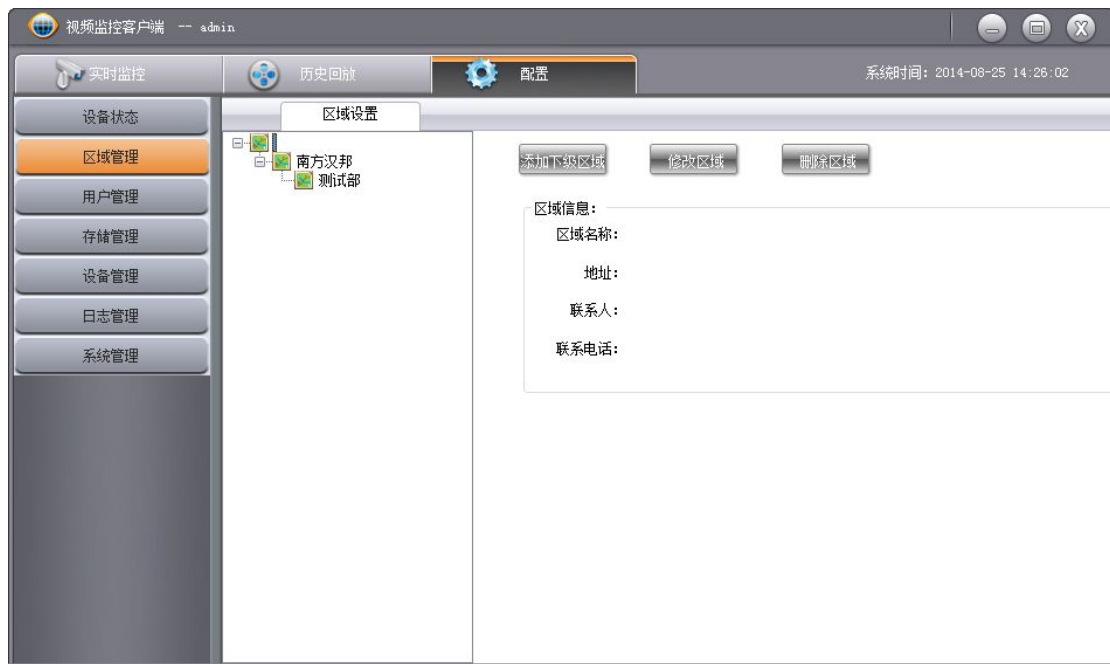 视频监控客户端 -- admin
实时监控
历史回放
配置
系统时间：2014-08-25 14:26:02
设备状态
区域管理
用户管理
存储管理
设备管理
日志管理
系统管理
区域设置
南方汉邦
测试部
添加下级区域
修改区域
删除区域
区域信息：
区域名称：
地址：
联系人：
联系电话：